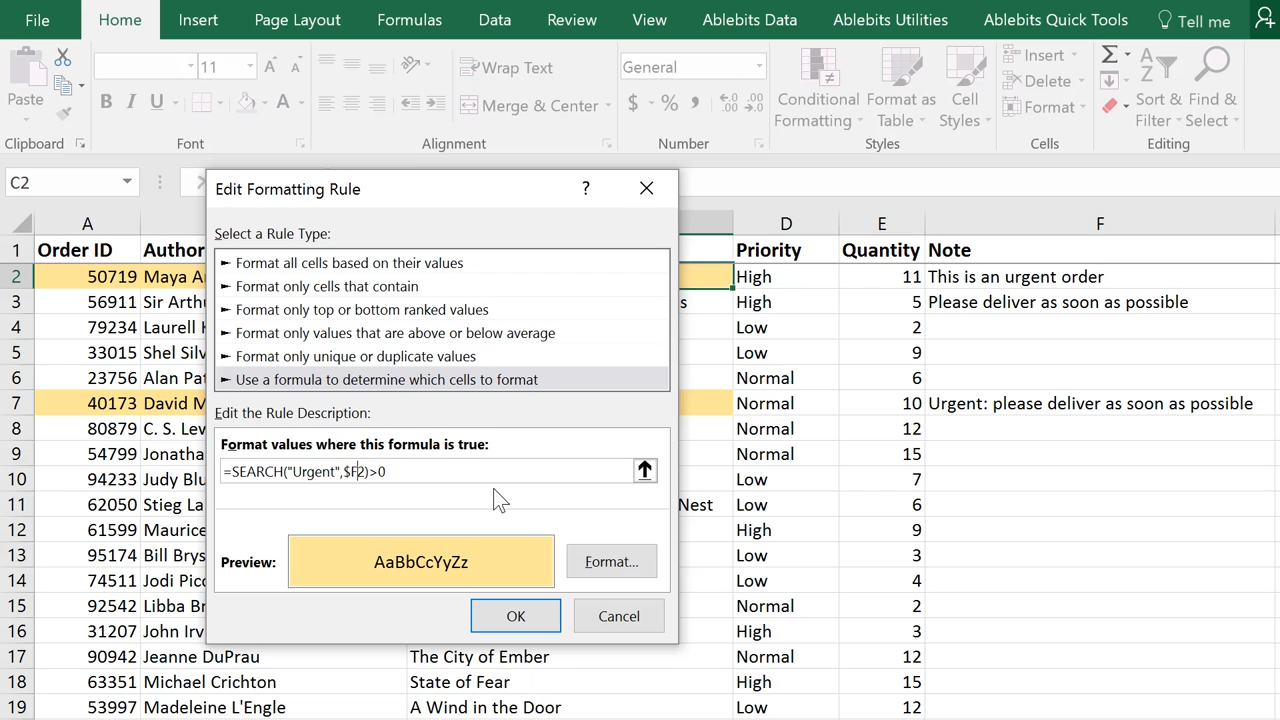 File Home Insert Page Layout Formulas Data Review View Ablebits Data Ablebits Utilities Ablebits Quick Tools Tell me
Paste
11
B I U A
Wrap Text
Merge & Center
General
$ % ,
Conditional Formatting
Format as Table
Cell Styles
Insert
Delete
Format
Sort & Filter
Find & Select
Clipboard Font Alignment Number Styles Cells Editing
C2
Edit Formatting Rule ?
Select a Rule Type:
► Format all cells based on their values
► Format only cells that contain
► Format only top or bottom ranked values
► Format only values that are above or below average
► Format only unique or duplicate values
► Use a formula to determine which cells to format
Edit the Rule Description:
Format values where this formula is true:
=SEARCH("Urgent",$F2)>0
Preview: AaBbCcYyZz Format...
OK Cancel
A D E F
1 Order ID Author Priority Quantity Note
2 50719 Maya A High 11 This is an urgent order
3 56911 Sir Arth s High 5 Please deliver as soon as possible
4 79234 Laurell K Low 2
5 33015 Shel Silv Low 9
6 23756 Alan Pat Normal 6
7 40173 David M Normal 10 Urgent: please deliver as soon as possible
8 80879 C. S. Lev Normal 12
9 54709 Jonatha Normal 15
10 94233 Judy Blu Low 7
11 62050 Stieg La Nest Low 6
12 61599 Maurice High 9
13 95174 Bill Brys Low 3
14 74511 Jodi Pico Low 4
15 92542 Libba Br Normal 2
16 31207 John Irv High 3
17 90942 Jeanne DuPrau The City of Ember Normal 12
18 63351 Michael Crichton State of Fear High 15
19 53997 Madeleine L'Engle A Wind in the Door Low 12